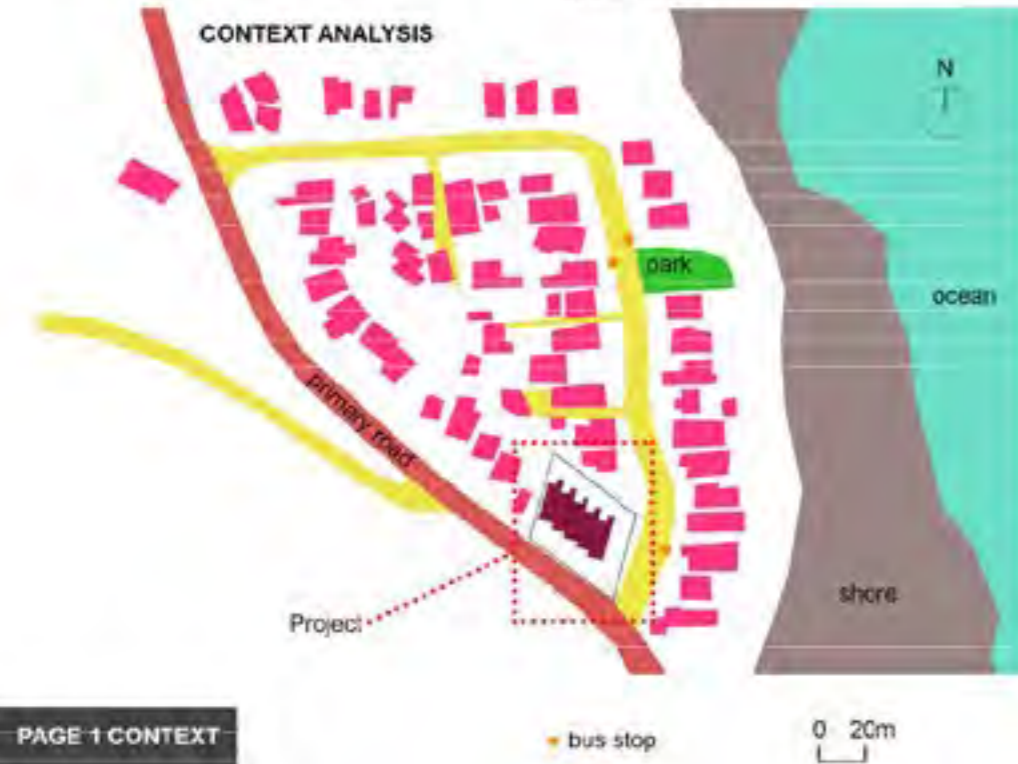 CONTEXT ANALYSIS
N
park
ocean
primary road
shore
Project
PAGE 1 CONTEXT
bus stop
0 20m